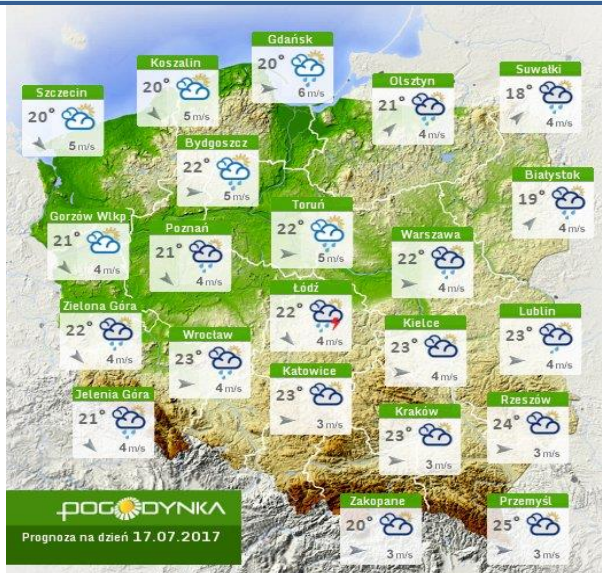 Gdańsk
20°
6 m/s
Koszalin
20°
5 m/s
Suwałki
18°
4 m/s
Olsztyn
21°
4 m/s
Szczecin
20°
5 m/s
Bydgoszcz
22°
5 m/s
Białystok
19°
4 m/s
Toruń
22°
5 m/s
Gorzów Wlkp
21°
4 m/s
Poznań
21°
4 m/s
Warszawa
22°
4 m/s
Łódź
22°
4 m/s
Zielona Góra
22°
4 m/s
Lublin
23°
4 m/s
Kielce
23°
4 m/s
Wrocław
23°
4 m/s
Katowice
23°
3 m/s
Jelenia Góra
21°
4 m/s
Rzeszów
24°
3 m/s
Kraków
23°
3 m/s
Zakopane
20°
3 m/s
Przemyśl
25°
3 m/s
POGODYNKA
Prognoza na dzień 17.07.2017